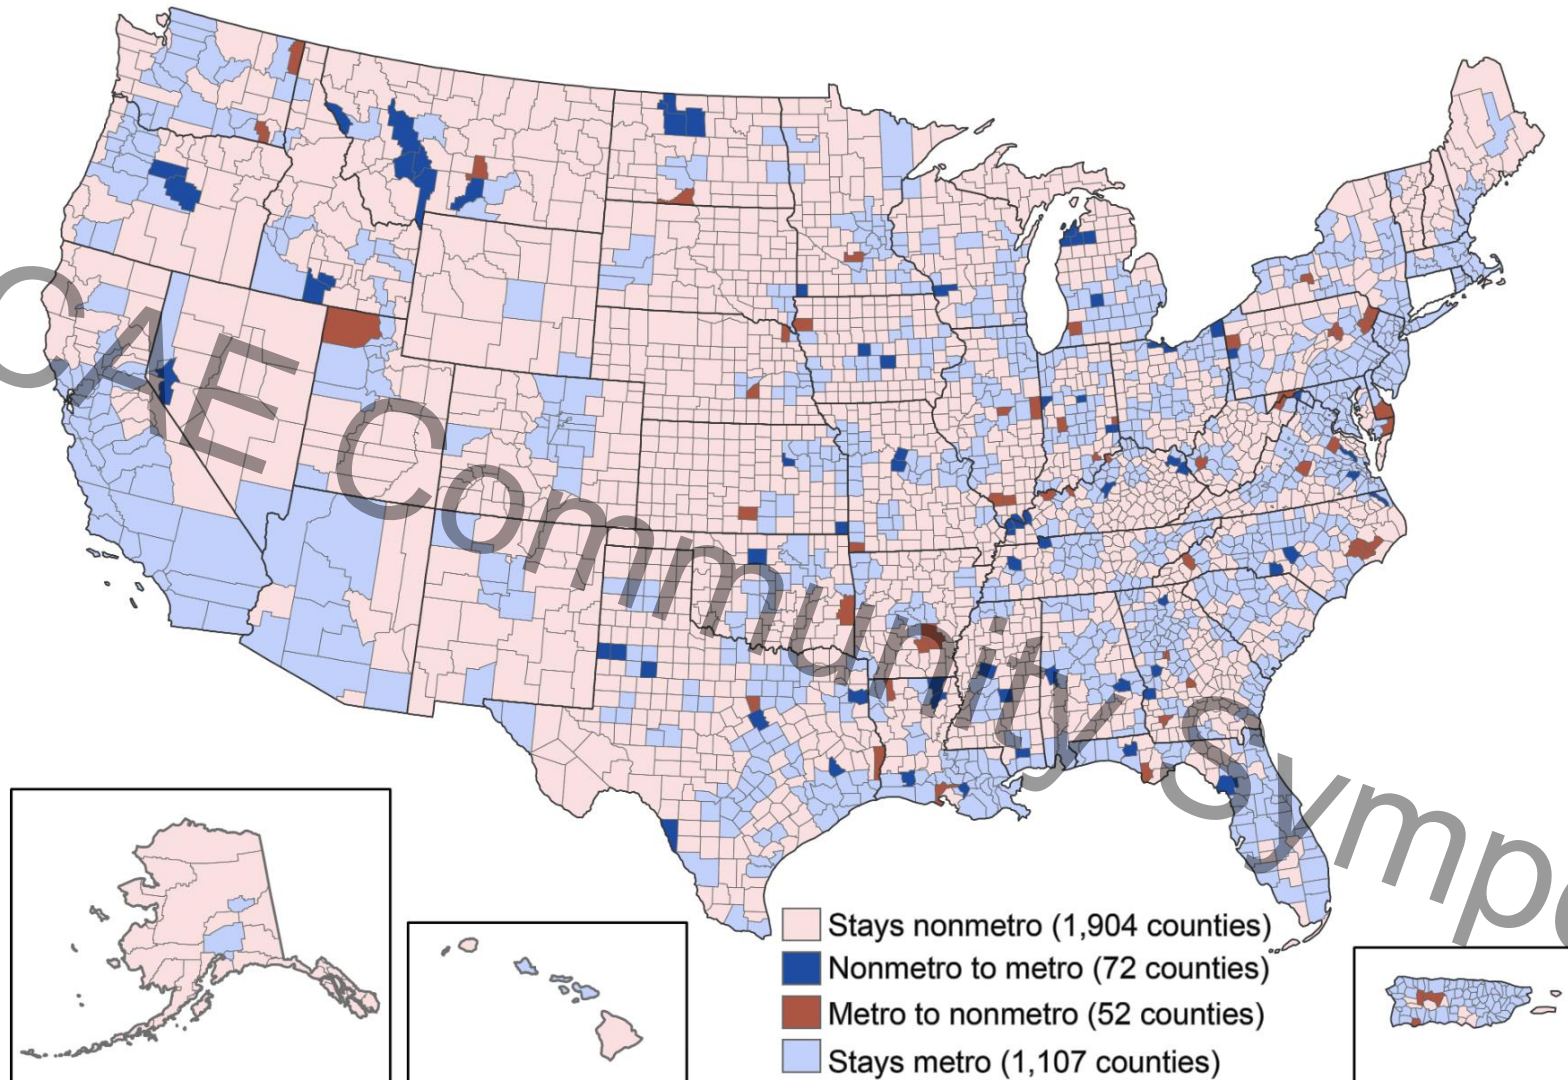 CAE Community Sympo
Stays nonmetro (1,904 counties)
Nonmetro to metro (72 counties)
Metro to nonmetro (52 counties)
Stays metro (1,107 counties)